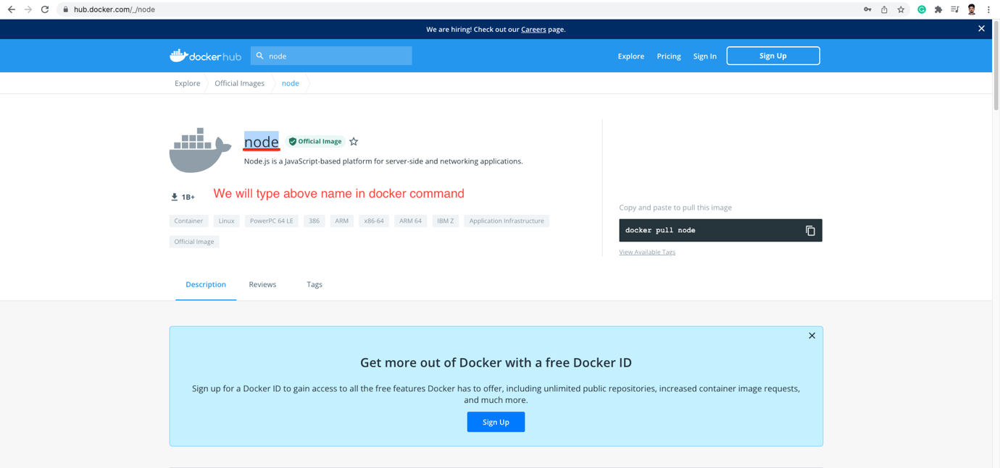 hub.docker.com/_/node
We are hiring! Check out our Careers page.
dockerhub
node
Explore
Pricing
Sign In
Sign Up
Explore
Official Images
node
node
Official Image
Node.js is a JavaScript-based platform for server-side and networking applications.
1B+
We will type above name in docker command
Copy and paste to pull this image
Container
Linux
PowerPC 64 LE
386
ARM
x86-64
ARM 64
IBM Z
Application Infrastructure
docker pull node
Official Image
View Available Tags
Description
Reviews
Tags
Get more out of Docker with a free Docker ID
Sign up for a Docker ID to gain access to all the free features Docker has to offer, including unlimited public repositories, increased container image requests,
and much more.
Sign Up